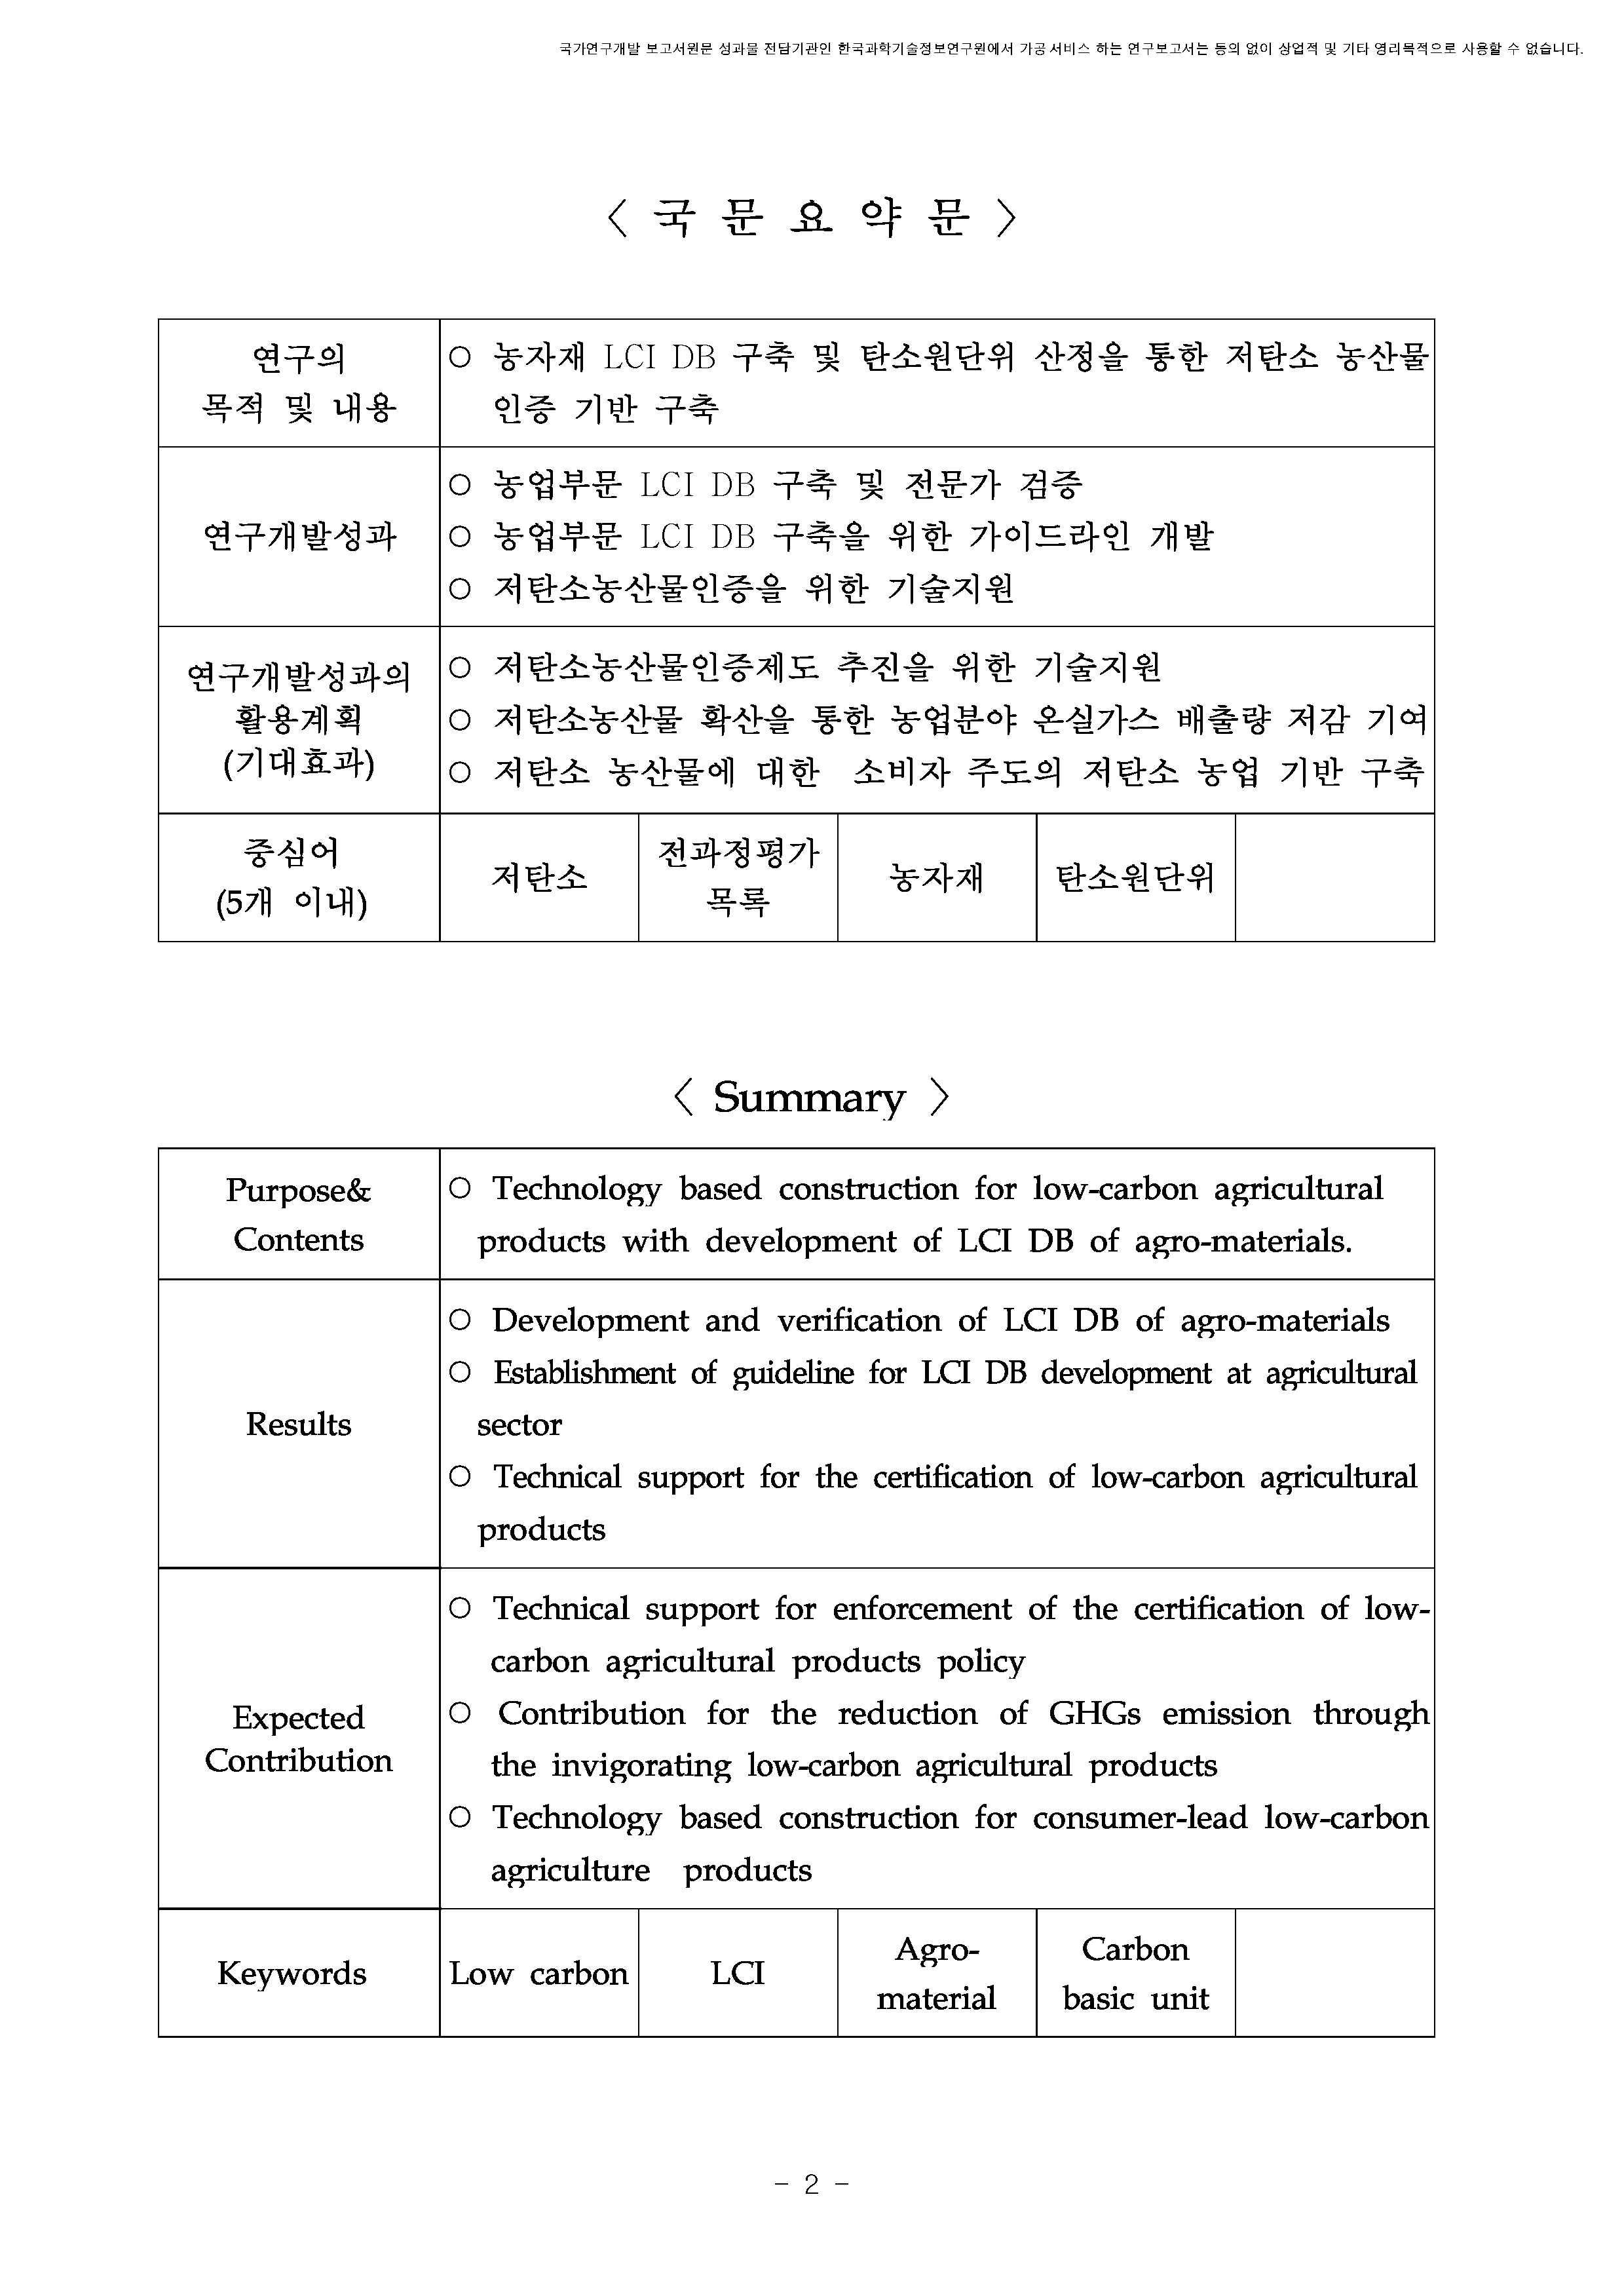 국가연구개발 보고서원문 성과물 전담기관인 한국과학기술정보연구원에서 가공·서비스 하는 연구보고서는 동의 없이 상업적 및 기타 영리목적으로 사용할 수 없습니다.
〈 국 문 요 약 문 〉
연구의
목적 및 내용
○ 농자재 LCI DB 구축 및 탄소원단위 산정을 통한 저탄소 농산물
인증 기반 구축
연구개발성과
○ 농업부문 LCI DB 구축 및 전문가 검증
○ 농업부문 LCI DB 구축을 위한 가이드라인 개발
○ 저탄소농산물인증을 위한 기술지원
연구개발성과의
활용계획
(기대효과)
○ 저탄소농산물인증제도 추진을 위한 기술지원
○ 저탄소농산물 확산을 통한 농업분야 온실가스 배출량 저감 기여
○ 저탄소 농산물에 대한 소비자 주도의 저탄소 농업 기반 구축
중심어
(5개 이내)
저탄소
전과정평가
목록
농자재
탄소원단위
〈 Summary 〉
Purpose&
Contents
○ Technology based construction for low-carbon agricultural
products with development of LCI DB of agro-materials.
Results
○ Development and verification of LCI DB of agro-materials
○ Establishment of guideline for LCI DB development at agricultural
sector
○ Technical support for the certification of low-carbon agricultural
products
Expected
Contribution
○ Technical support for enforcement of the certification of low-
carbon agricultural products policy
○ Contribution for the reduction of GHGs emission through
the invigorating low-carbon agricultural products
○ Technology based construction for consumer-lead low-carbon
agriculture products
Keywords
Low carbon
LCI
Agro-
material
Carbon
basic unit
- 2 -